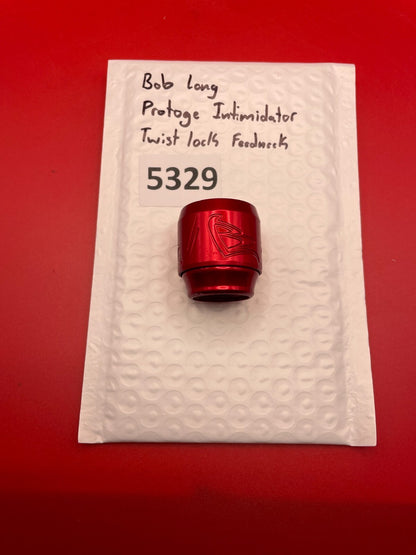 Bob Long
Protoge Intimidator
Twist lock Feedneck
5329